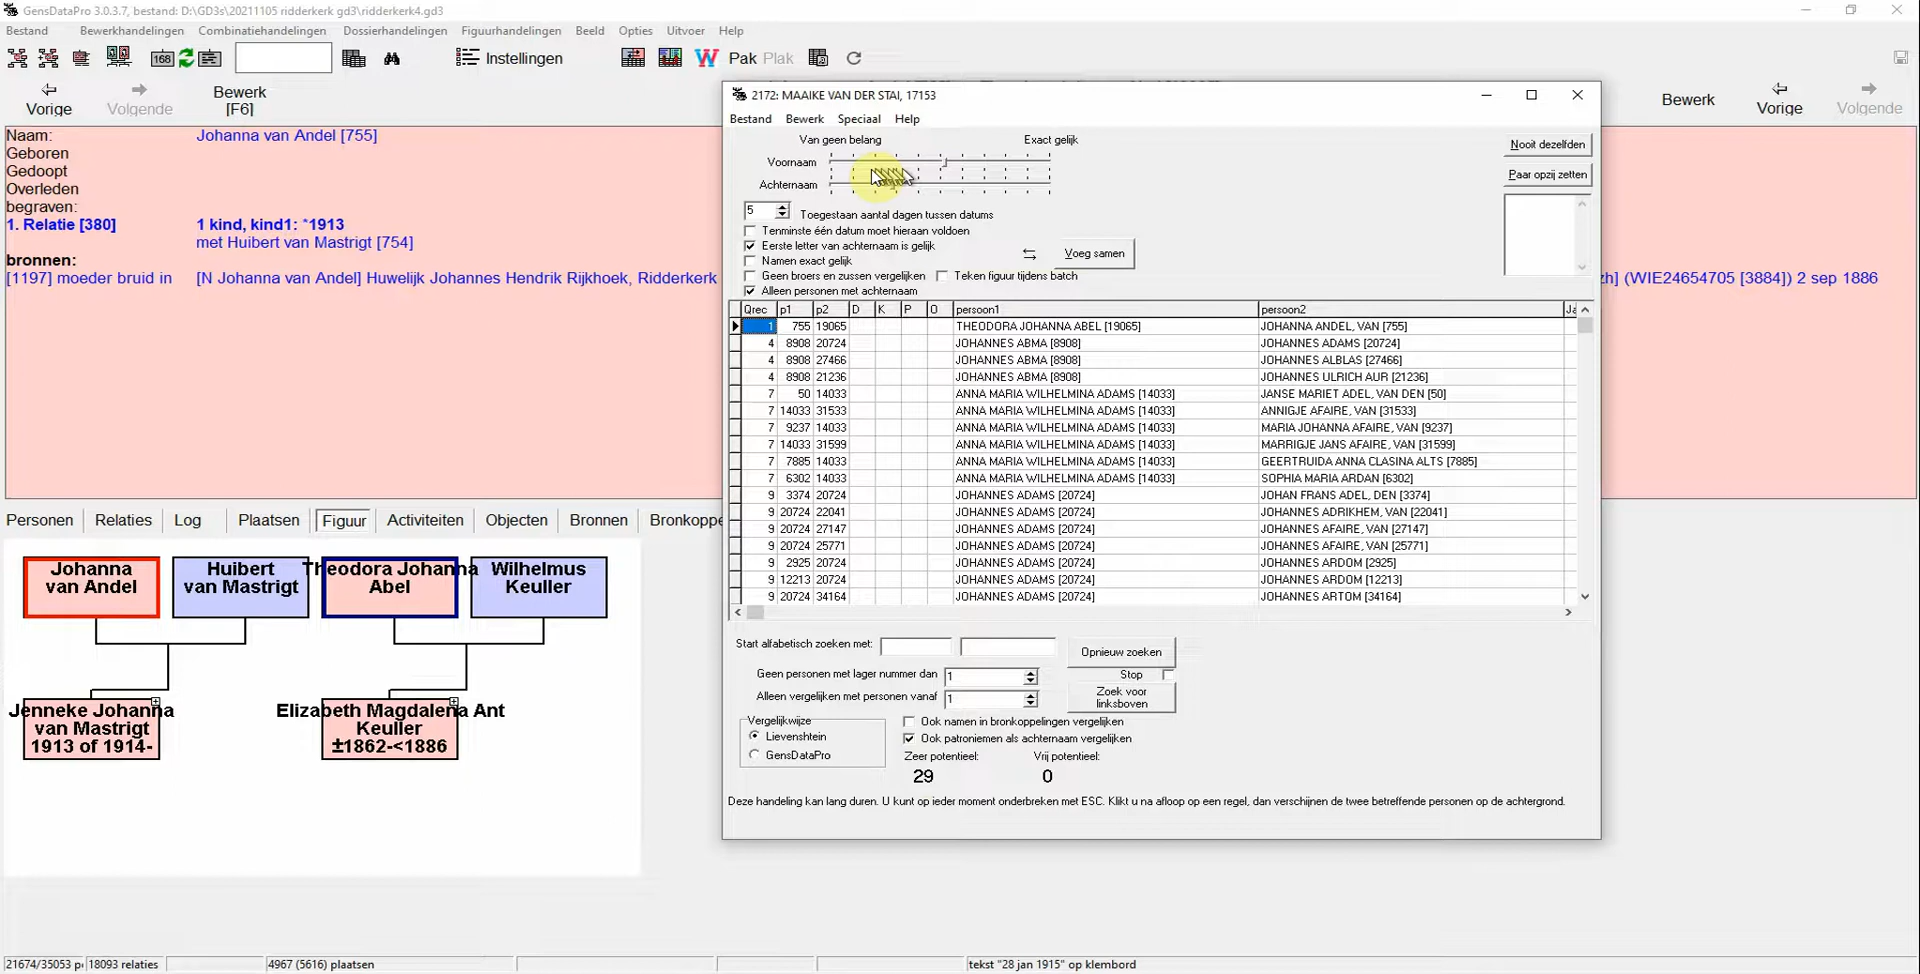 GensDataPro 3.0.3.7, bestand: D:\GD3s\20211105 ridderkerk gd3\ridderkerk4.gd3
Bestand Bewerkhandelingen Combinatiehandelingen Dossierhandelingen Figuurhandelingen Beeld Opties Uitvoer Help
168 Instellingen W Pak Plak
Vorige Volgende Bewerk [F6]
Bewerk Vorige Volgende
Naam: Johanna van Andel [755]
Geboren
Gedoopt
Overleden
begraven:
1. Relatie [380] 1 kind, kind1: *1913
met Huibert van Mastrigt [754]
bronnen:
[1197] moeder bruid in [N Johanna van Andel] Huwelijk Johannes Hendrik Rijkhoek, Ridderkerk
zh] (WIE24654705 [3884]) 2 sep 1886
Personen Relaties Log Plaatsen Figuur Activiteiten Objecten Bronnen Bronkoppe
Johanna van Andel
Huibert van Mastrigt
Theodora Johanna Abel
Wilhelmus Keuller
Jenneke Johanna
van Mastrigt
1913 of 1914-
Elizabeth Magdalena Ant
Keuller
±1862-<1886
2172: MAAIKE VAN DER STAI, 17153
Bestand Bewerk Speciaal Help
Van geen belang Exact gelijk
Voornaam
Achternaam
Nooit dezelfden
Paar opzij zetten
5 Toegestaan aantal dagen tussen datums
Tenminste één datum moet hieraan voldoen
Eerste letter van achternaam is gelijk
Namen exact gelijk
Voeg samen
Geen broers en zussen vergelijken Teken figuur tijdens batch
Alleen personen met achternaam
Qrec p1 p2 D K P O persoon1 persoon2
1 755 19065 THEODORA JOHANNA ABEL [19065] JOHANNA ANDEL, VAN [755]
4 8908 20724 JOHANNES ABMA [8908] JOHANNES ADAMS [20724]
4 8908 27466 JOHANNES ABMA [8908] JOHANNES ALBLAS [27466]
4 8908 21236 JOHANNES ABMA [8908] JOHANNES ULRICH AUR [21236]
7 50 14033 ANNA MARIA WILHELMINA ADAMS [14033] JANSE MARIET ADEL, VAN DEN [50]
7 14033 31533 ANNA MARIA WILHELMINA ADAMS [14033] ANNIGJE AFAIRE, VAN [31533]
7 9237 14033 ANNA MARIA WILHELMINA ADAMS [14033] MARIA JOHANNA AFAIRE, VAN [9237]
7 14033 31599 ANNA MARIA WILHELMINA ADAMS [14033] MARRIGJE JANS AFAIRE, VAN [31599]
7 7885 14033 ANNA MARIA WILHELMINA ADAMS [14033] GEERTRUIDA ANNA CLASINA ALTS [7885]
7 6302 14033 ANNA MARIA WILHELMINA ADAMS [14033] SOPHIA MARIA ARDAN [6302]
9 3374 20724 JOHANNES ADAMS [20724] JOHAN FRANS ADEL, DEN [3374]
9 20724 22041 JOHANNES ADAMS [20724] JOHANNES ADRIKHEM, VAN [22041]
9 20724 27147 JOHANNES ADAMS [20724] JOHANNES AFAIRE, VAN [27147]
9 20724 25771 JOHANNES ADAMS [20724] JOHANNES AFAIRE, VAN [25771]
9 2925 20724 JOHANNES ADAMS [20724] JOHANNES ARDOM [2925]
9 12213 20724 JOHANNES ADAMS [20724] JOHANNES ARDOM [12213]
9 20724 34164 JOHANNES ADAMS [20724] JOHANNES ARTOM [34164]
Start alfabetisch zoeken met: Opnieuw zoeken
Geen personen met lager nummer dan 1 Stop
Alleen vergelijken met personen vanaf 1 Zoek voor linksboven
Vergelijkwijze
Lievenshtein
GensDataPro
Ook namen in bronkoppelingen vergelijken
Ook patroniemen als achternaam vergelijken
Zeer potentieel: Vrij potentieel:
29 0
Deze handeling kan lang duren. U kunt op ieder moment onderbreken met ESC. Klikt u na afloop op een regel, dan verschijnen de twee betreffende personen op de achtergrond.
21674/35053 p 18093 relaties 4967 (5616) plaatsen tekst "28 jan 1915" op klembord